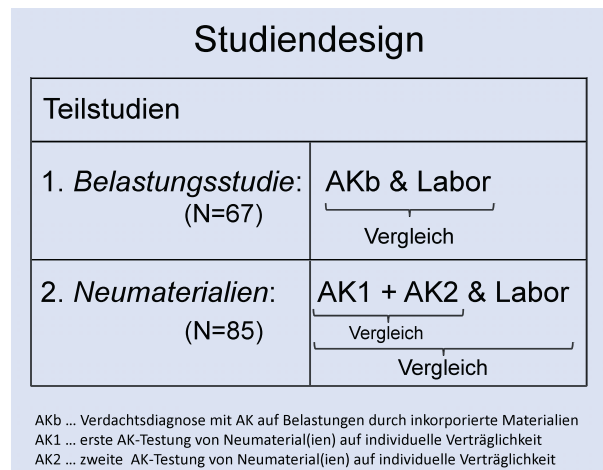 Studiendesign
Teilstudien
1. Belastungsstudie: AKb & Labor
(N=67)
Vergleich
2. Neumaterialien: AK1 + AK2 & Labor
(N=85)
Vergleich
Vergleich
AKb ... Verdachtsdiagnose mit AK auf Belastungen durch inkorporierte Materialien
AK1 ... erste AK-Testung von Neumaterial(ien) auf individuelle Verträglichkeit
AK2 ... zweite AK-Testung von Neumaterial(ien) auf individuelle Verträglichkeit